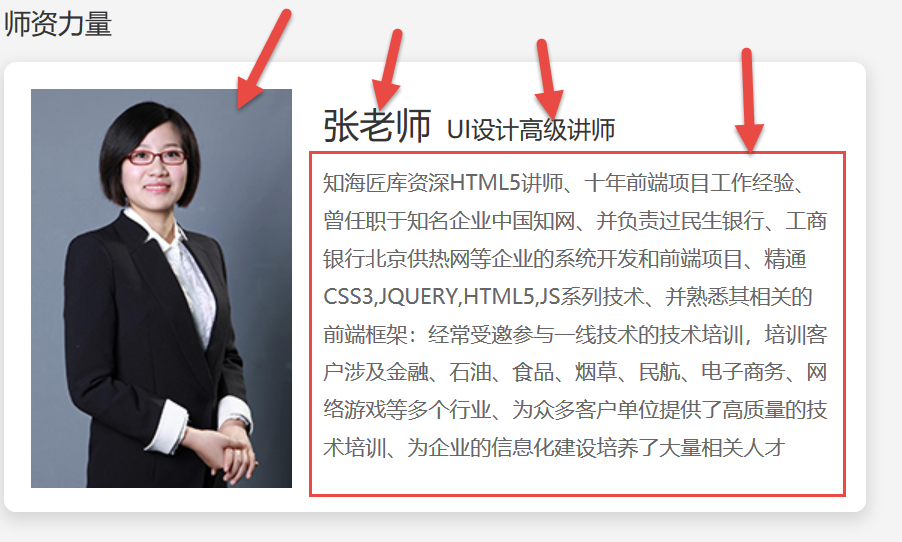 师资力量
张老师 UI设计高级讲师
知海匠库资深HTML5讲师、十年前端项目工作经验、
曾任职于知名企业中国知网、并负责过民生银行、工商
银行北京供热网等企业的系统开发和前端项目、精通
CSS3,JQUERY,HTML5,JS系列技术、并熟悉其相关的
前端框架：经常受邀参与一线技术的技术培训，培训客
户涉及金融、石油、食品、烟草、民航、电子商务、网
络游戏等多个行业、为众多客户单位提供了高质量的技
术培训、为企业的信息化建设培养了大量相关人才